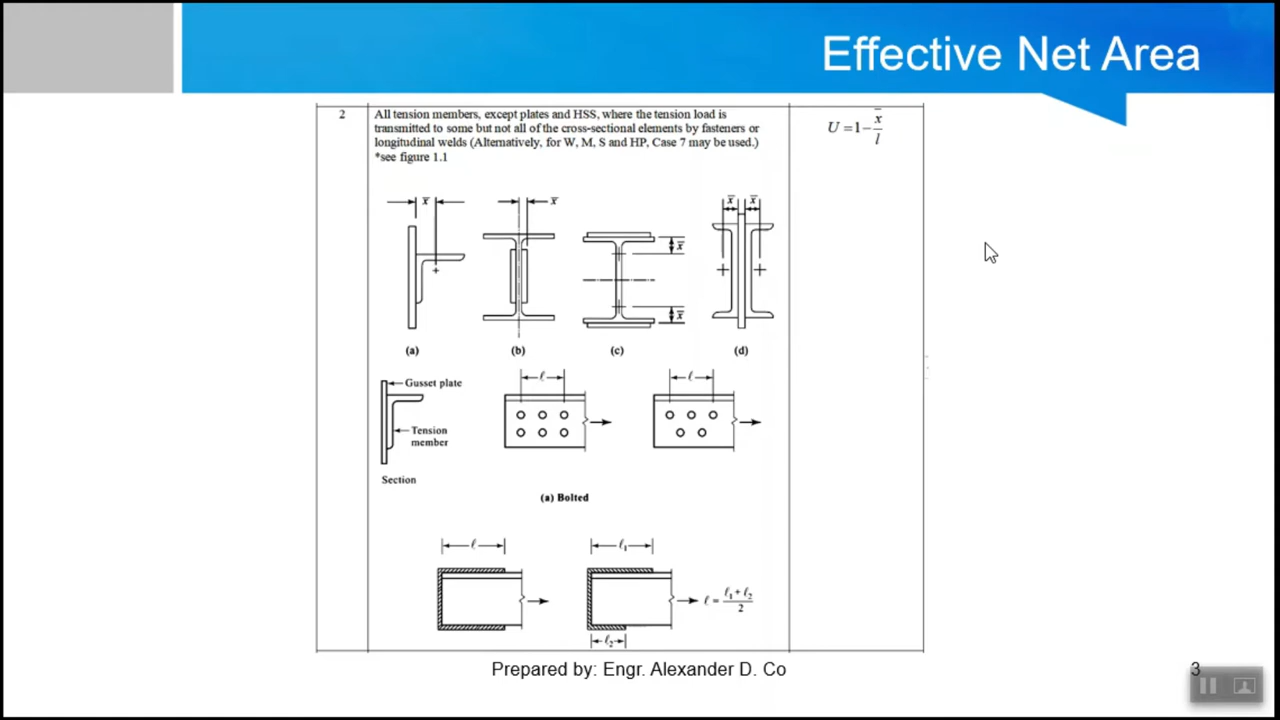 Effective Net Area
2
All tension members, except plates and HSS, where the tension load is
transmitted to some but not all of the cross-sectional elements by fasteners or
longitudinal welds (Alternatively, for W, M, S and HP, Case 7 may be used.)
*see figure 1.1
U = 1 - x̄/l
x̄
x̄
x̄
x̄
x̄ x̄
(a)
(b)
(c)
(d)
Gusset plate
Tension
member
Section
ℓ
ℓ
(a) Bolted
ℓ
ℓ₁
ℓ = (ℓ₁ + ℓ₂)/2
ℓ₂
Prepared by: Engr. Alexander D. Co
3